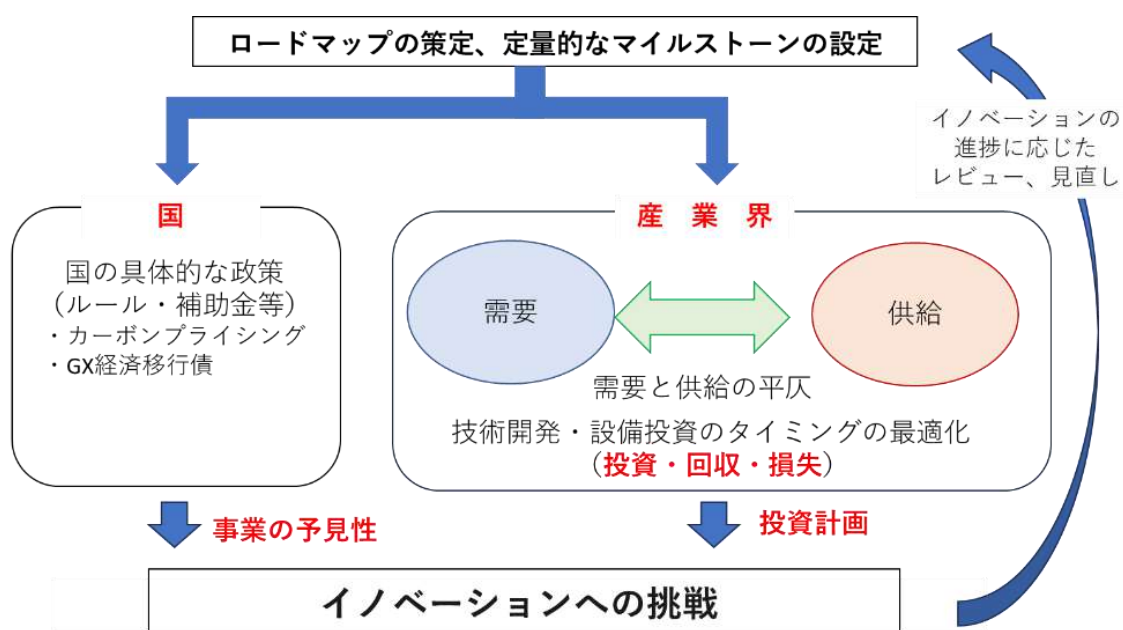 ロードマップの策定、定量的なマイルストーンの設定
イノベーションの
進捗に応じた
レビュー、見直し
国
国の具体的な政策
（ルール・補助金等）
・カーボンプライシング
・GX経済移行債
産　業　界
需要
供給
需要と供給の平仄
技術開発・設備投資のタイミングの最適化
（投資・回収・損失）
事業の予見性
投資計画
イノベーションへの挑戦